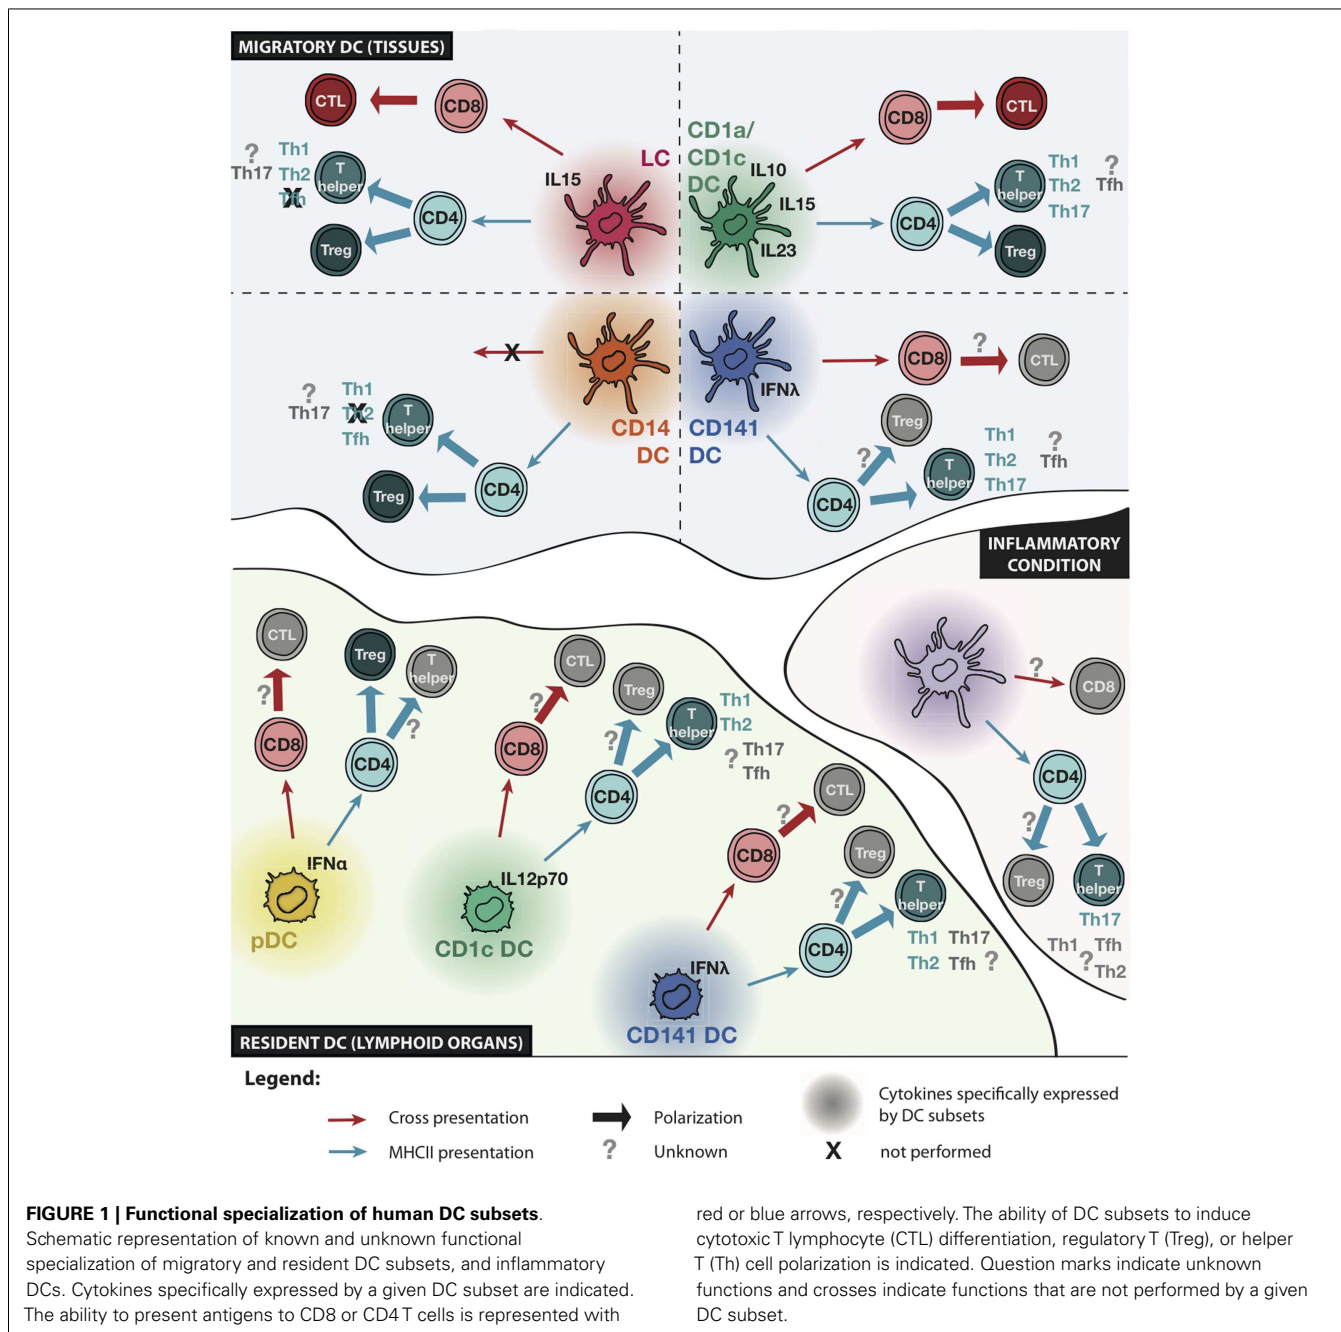 MIGRATORY DC (TISSUES)
CTL
CD8
?
Th17
Th1
Th2
Tfh
X
T
helper
Treg
CD4
IL15
LC
CD1a/
CD1c
DC
IL10
IL15
IL23
CD8
CTL
CD4
T
helper
Treg
Th1
Th2
Th17
?
Tfh
X
CD14
DC
?
Th17
Th1
Th2
X
Tfh
T
helper
Treg
CD4
IFNλ
CD141
DC
CD8
?
CTL
Treg
?
CD4
T
helper
Th1
Th2
Th17
?
Tfh
INFLAMMATORY
CONDITION
?
CD8
CD4
?
Treg
T
helper
Th17
Th1
Tfh
?
Th2
CTL
?
CD8
Treg
T
helper
?
CD4
IFNα
pDC
CTL
?
CD8
Treg
?
T
helper
Th1
Th2
?
Th17
Tfh
CD4
IL12p70
CD1c DC
CTL
?
CD8
Treg
?
T
helper
CD4
Th1
Th17
Th2
Tfh
?
IFNλ
CD141 DC
RESIDENT DC (LYMPHOID ORGANS)
Legend:
Cross presentation
MHCII presentation
Polarization
?
Unknown
Cytokines specifically expressed
by DC subsets
X
not performed
FIGURE 1 | Functional specialization of human DC subsets.
Schematic representation of known and unknown functional
specialization of migratory and resident DC subsets, and inflammatory
DCs. Cytokines specifically expressed by a given DC subset are indicated.
The ability to present antigens to CD8 or CD4 T cells is represented with
red or blue arrows, respectively. The ability of DC subsets to induce
cytotoxic T lymphocyte (CTL) differentiation, regulatory T (Treg), or helper
T (Th) cell polarization is indicated. Question marks indicate unknown
functions and crosses indicate functions that are not performed by a given
DC subset.